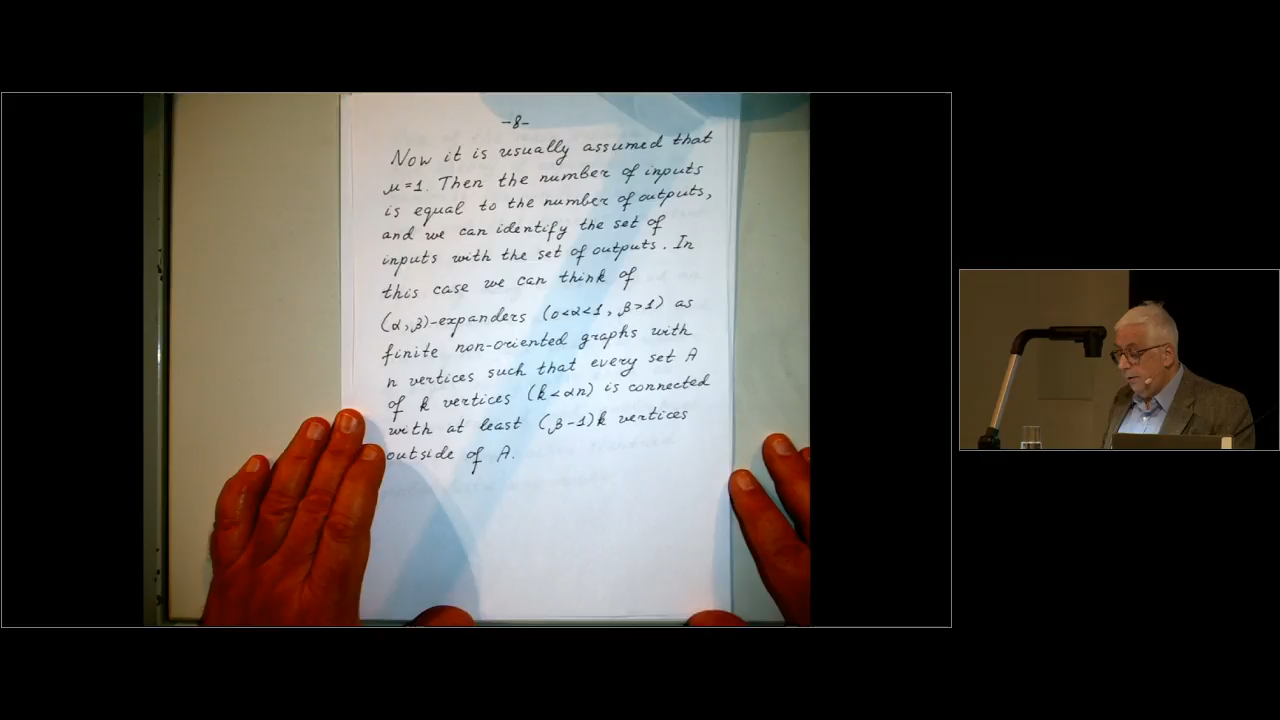 -8-
Now it is usually assumed that
μ=1. Then the number of inputs
is equal to the number of outputs,
and we can identify the set of
inputs with the set of outputs. In
this case we can think of
(α,β)-expanders (0<α<1, β>1) as
finite non-oriented graphs with
n vertices such that every set A
of k vertices (k<αn) is connected
with at least (β-1)k vertices
outside of A.